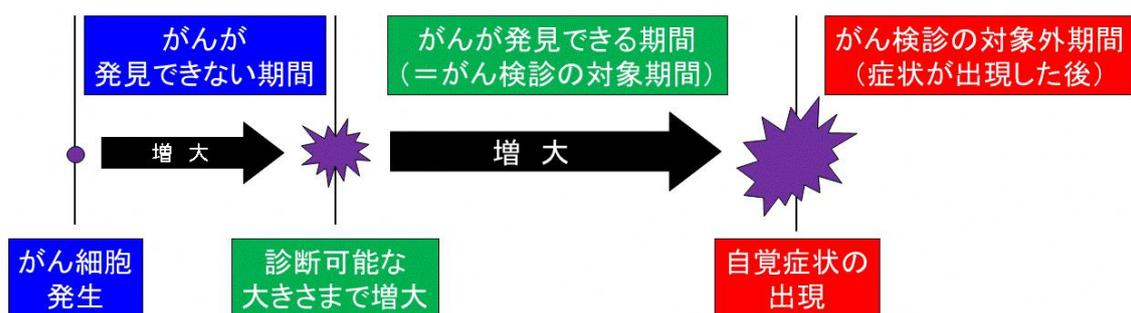 がんが
発見できない期間
がんが発見できる期間
（＝がん検診の対象期間）
がん検診の対象外期間
（症状が出現した後）
増 大
増 大
がん細胞
発生
診断可能な
大きさまで増大
自覚症状の
出現